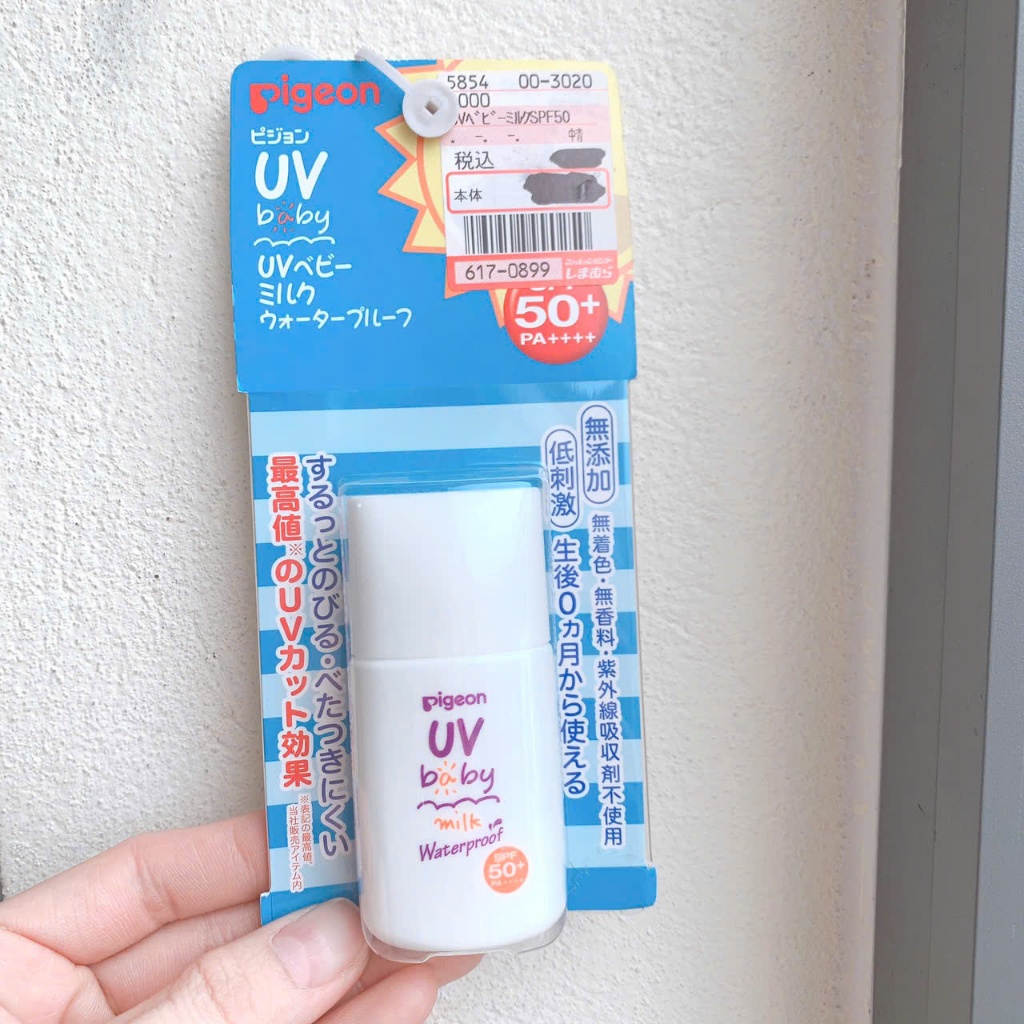 pigeon
ピジョン
UV
baby
UVベビー
ミルク
ウォータープルーフ
5854 00-3020
000
UVベビーミルクSPF50
中青
税込
本体
617-0899
しまむら
50+
PA++++
無添加
無着色・無香料・紫外線吸収剤不使用
低刺激
生後0ヵ月から使える
するっとのびる・べたつきにくい
最高値※のUVカット効果
※表記の最高値、
当社販売アイテム内
pigeon
UV
baby
milk
Waterproof
SPF
50+
PA++++